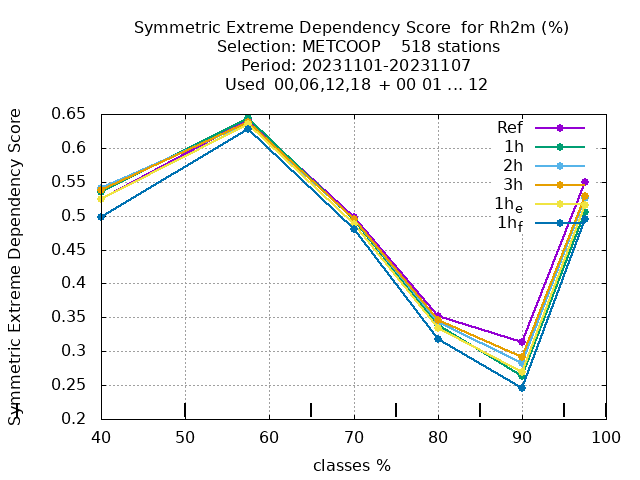 Symmetric Extreme Dependency Score for Rh2m (%)
Selection: METCOOP 518 stations
Period: 20231101-20231107
Used 00,06,12,18 + 00 01 ... 12
Symmetric Extreme Dependency Score
0.65
0.6
0.55
0.5
0.45
0.4
0.35
0.3
0.25
0.2
Ref
1h
2h
3h
1h_e
1h_f
40
50
60
70
80
90
100
classes %